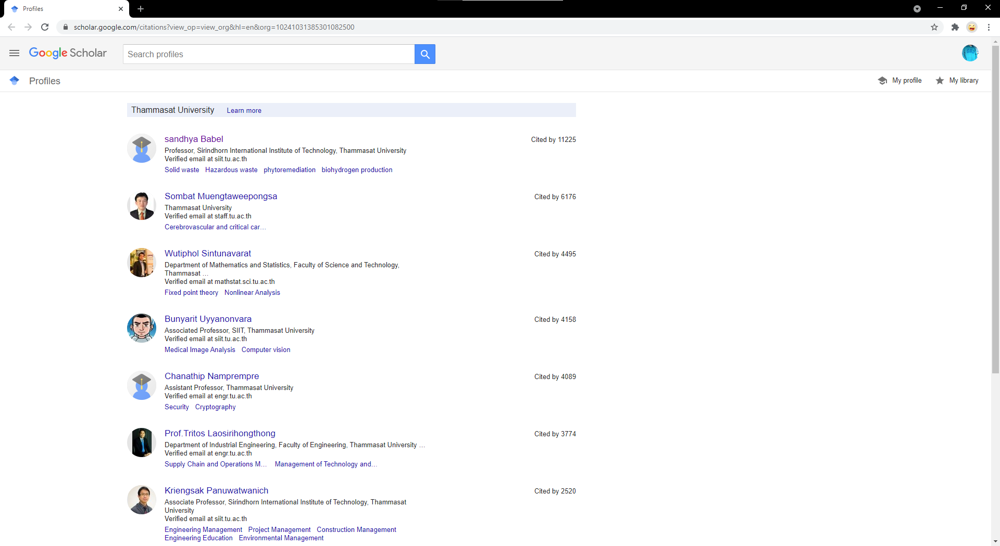 Profiles
scholar.google.com/citations?view_op=view_org&hl=en&org=10241031385301082500
Google Scholar
Search profiles
Profiles
My profile
My library
Thammasat University Learn more
sandhya Babel
Cited by 11225
Professor, Sirindhorn International Institute of Technology, Thammasat University
Verified email at siit.tu.ac.th
Solid waste Hazardous waste phytoremediation biohydrogen production
Sombat Muengtaweepongsa
Cited by 6176
Thammasat University
Verified email at staff.tu.ac.th
Cerebrovascular and critical car…
Wutiphol Sintunavarat
Cited by 4495
Department of Mathematics and Statistics, Faculty of Science and Technology,
Thammasat …
Verified email at mathstat.sci.tu.ac.th
Fixed point theory Nonlinear Analysis
Bunyarit Uyyanonvara
Cited by 4158
Associated Professor, SIIT, Thammasat University
Verified email at siit.tu.ac.th
Medical Image Analysis Computer vision
Chanathip Namprempre
Cited by 4089
Assistant Professor, Thammasat University
Verified email at engr.tu.ac.th
Security Cryptography
Prof.Tritos Laosirihongthong
Cited by 3774
Department of Industrial Engineering, Faculty of Engineering, Thammasat University …
Verified email at engr.tu.ac.th
Supply Chain and Operations M… Management of Technology and…
Kriengsak Panuwatwanich
Cited by 2520
Associate Professor, Sirindhorn International Institute of Technology, Thammasat
University
Verified email at siit.tu.ac.th
Engineering Management Project Management Construction Management
Engineering Education Environmental Management